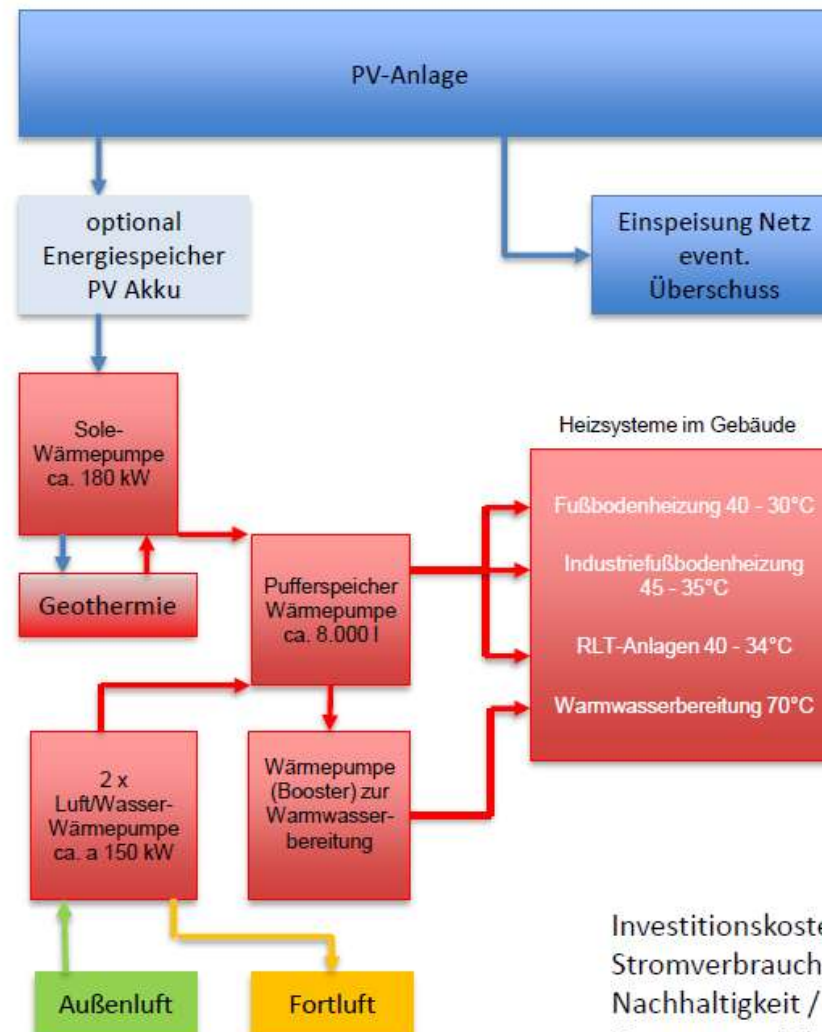 PV-Anlage
optional
Energiespeicher
PV Akku
Einspeisung Netz
event.
Überschuss
Sole-
Wärmepumpe
ca. 180 kW
Geothermie
Pufferspeicher
Wärmepumpe
ca. 8.000 l
Heizsysteme im Gebäude
Fußbodenheizung 40 - 30°C
Industriefußbodenheizung
45 - 35°C
RLT-Anlagen 40 - 34°C
Warmwasserbereitung 70°C
2 x
Luft/Wasser-
Wärmepumpe
ca. a 150 kW
Wärmepumpe
(Booster) zur
Warmwasser-
bereitung
Außenluft
Fortluft
Investitionskoste
Stromverbrauch
Nachhaltigkeit /